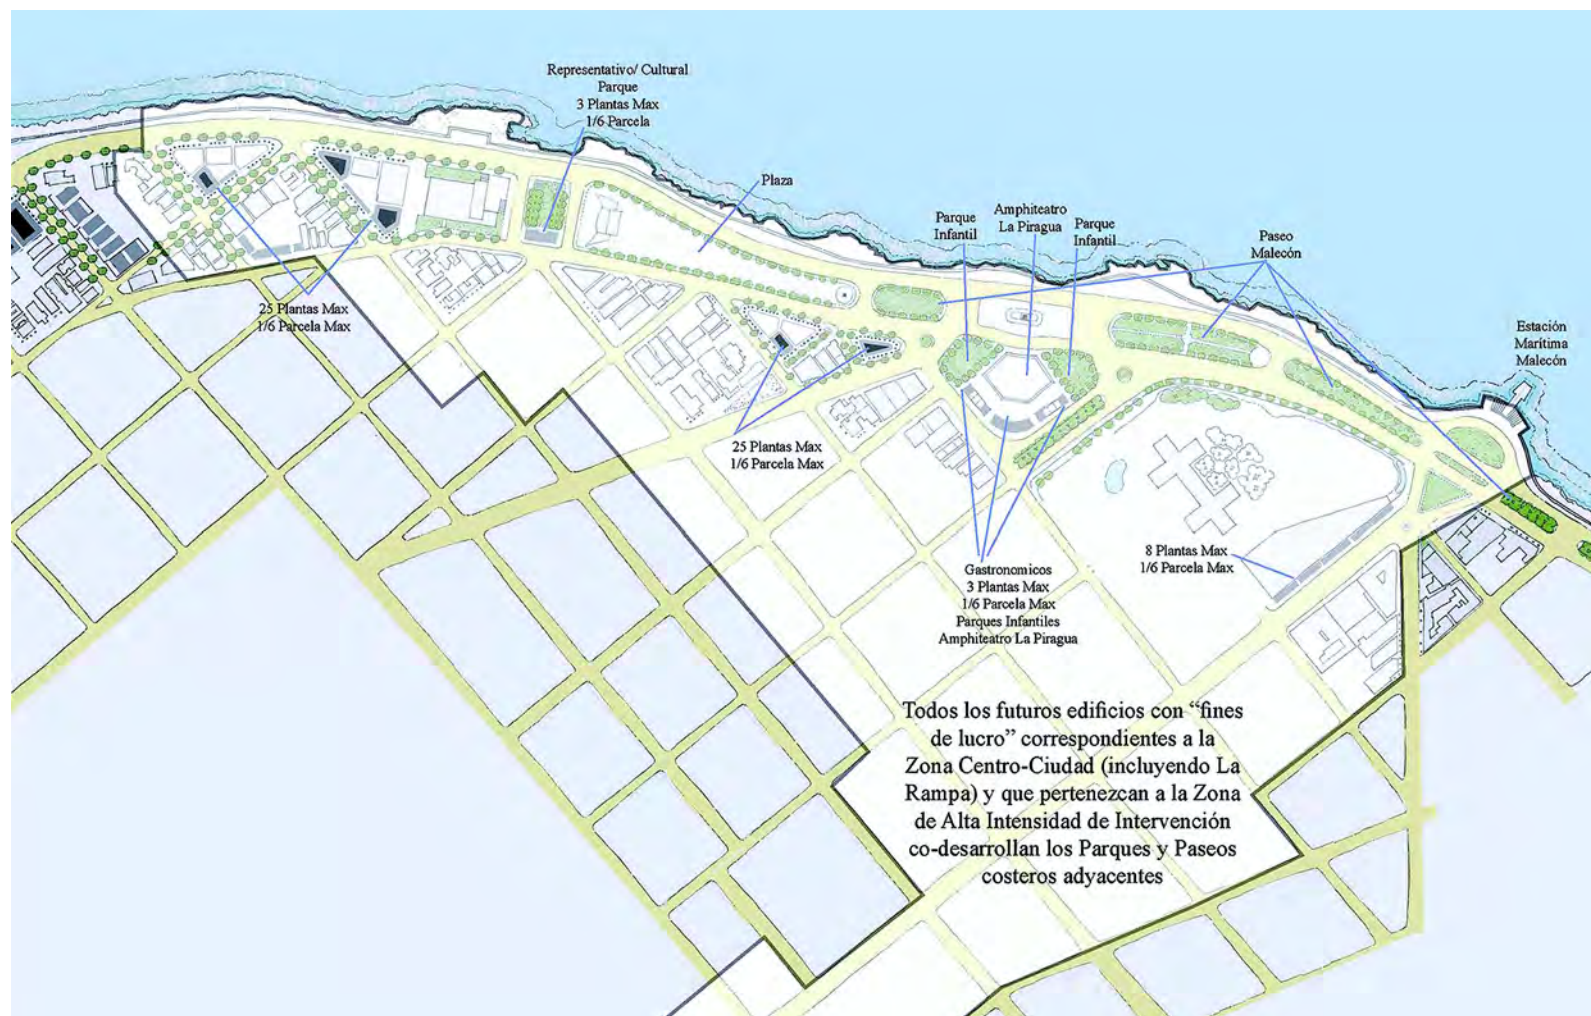 Representativo/ Cultural
Parque
3 Plantas Max
1/6 Parcela
Plaza
Parque
Infantil
Amphiteatro
La Piragua
Parque
Infantil
Paseo
Malecón
Estación
Marítima
Malecón
25 Plantas Max
1/6 Parcela Max
25 Plantas Max
1/6 Parcela Max
Gastronomicos
3 Plantas Max
1/6 Parcela Max
Parques Infantiles
Amphiteatro La Piragua
8 Plantas Max
1/6 Parcela Max
Todos los futuros edificios con “fines
de lucro” correspondientes a la
Zona Centro-Ciudad (incluyendo La
Rampa) y que pertenezcan a la Zona
de Alta Intensidad de Intervención
co-desarrollan los Parques y Paseos
costeros adyacentes